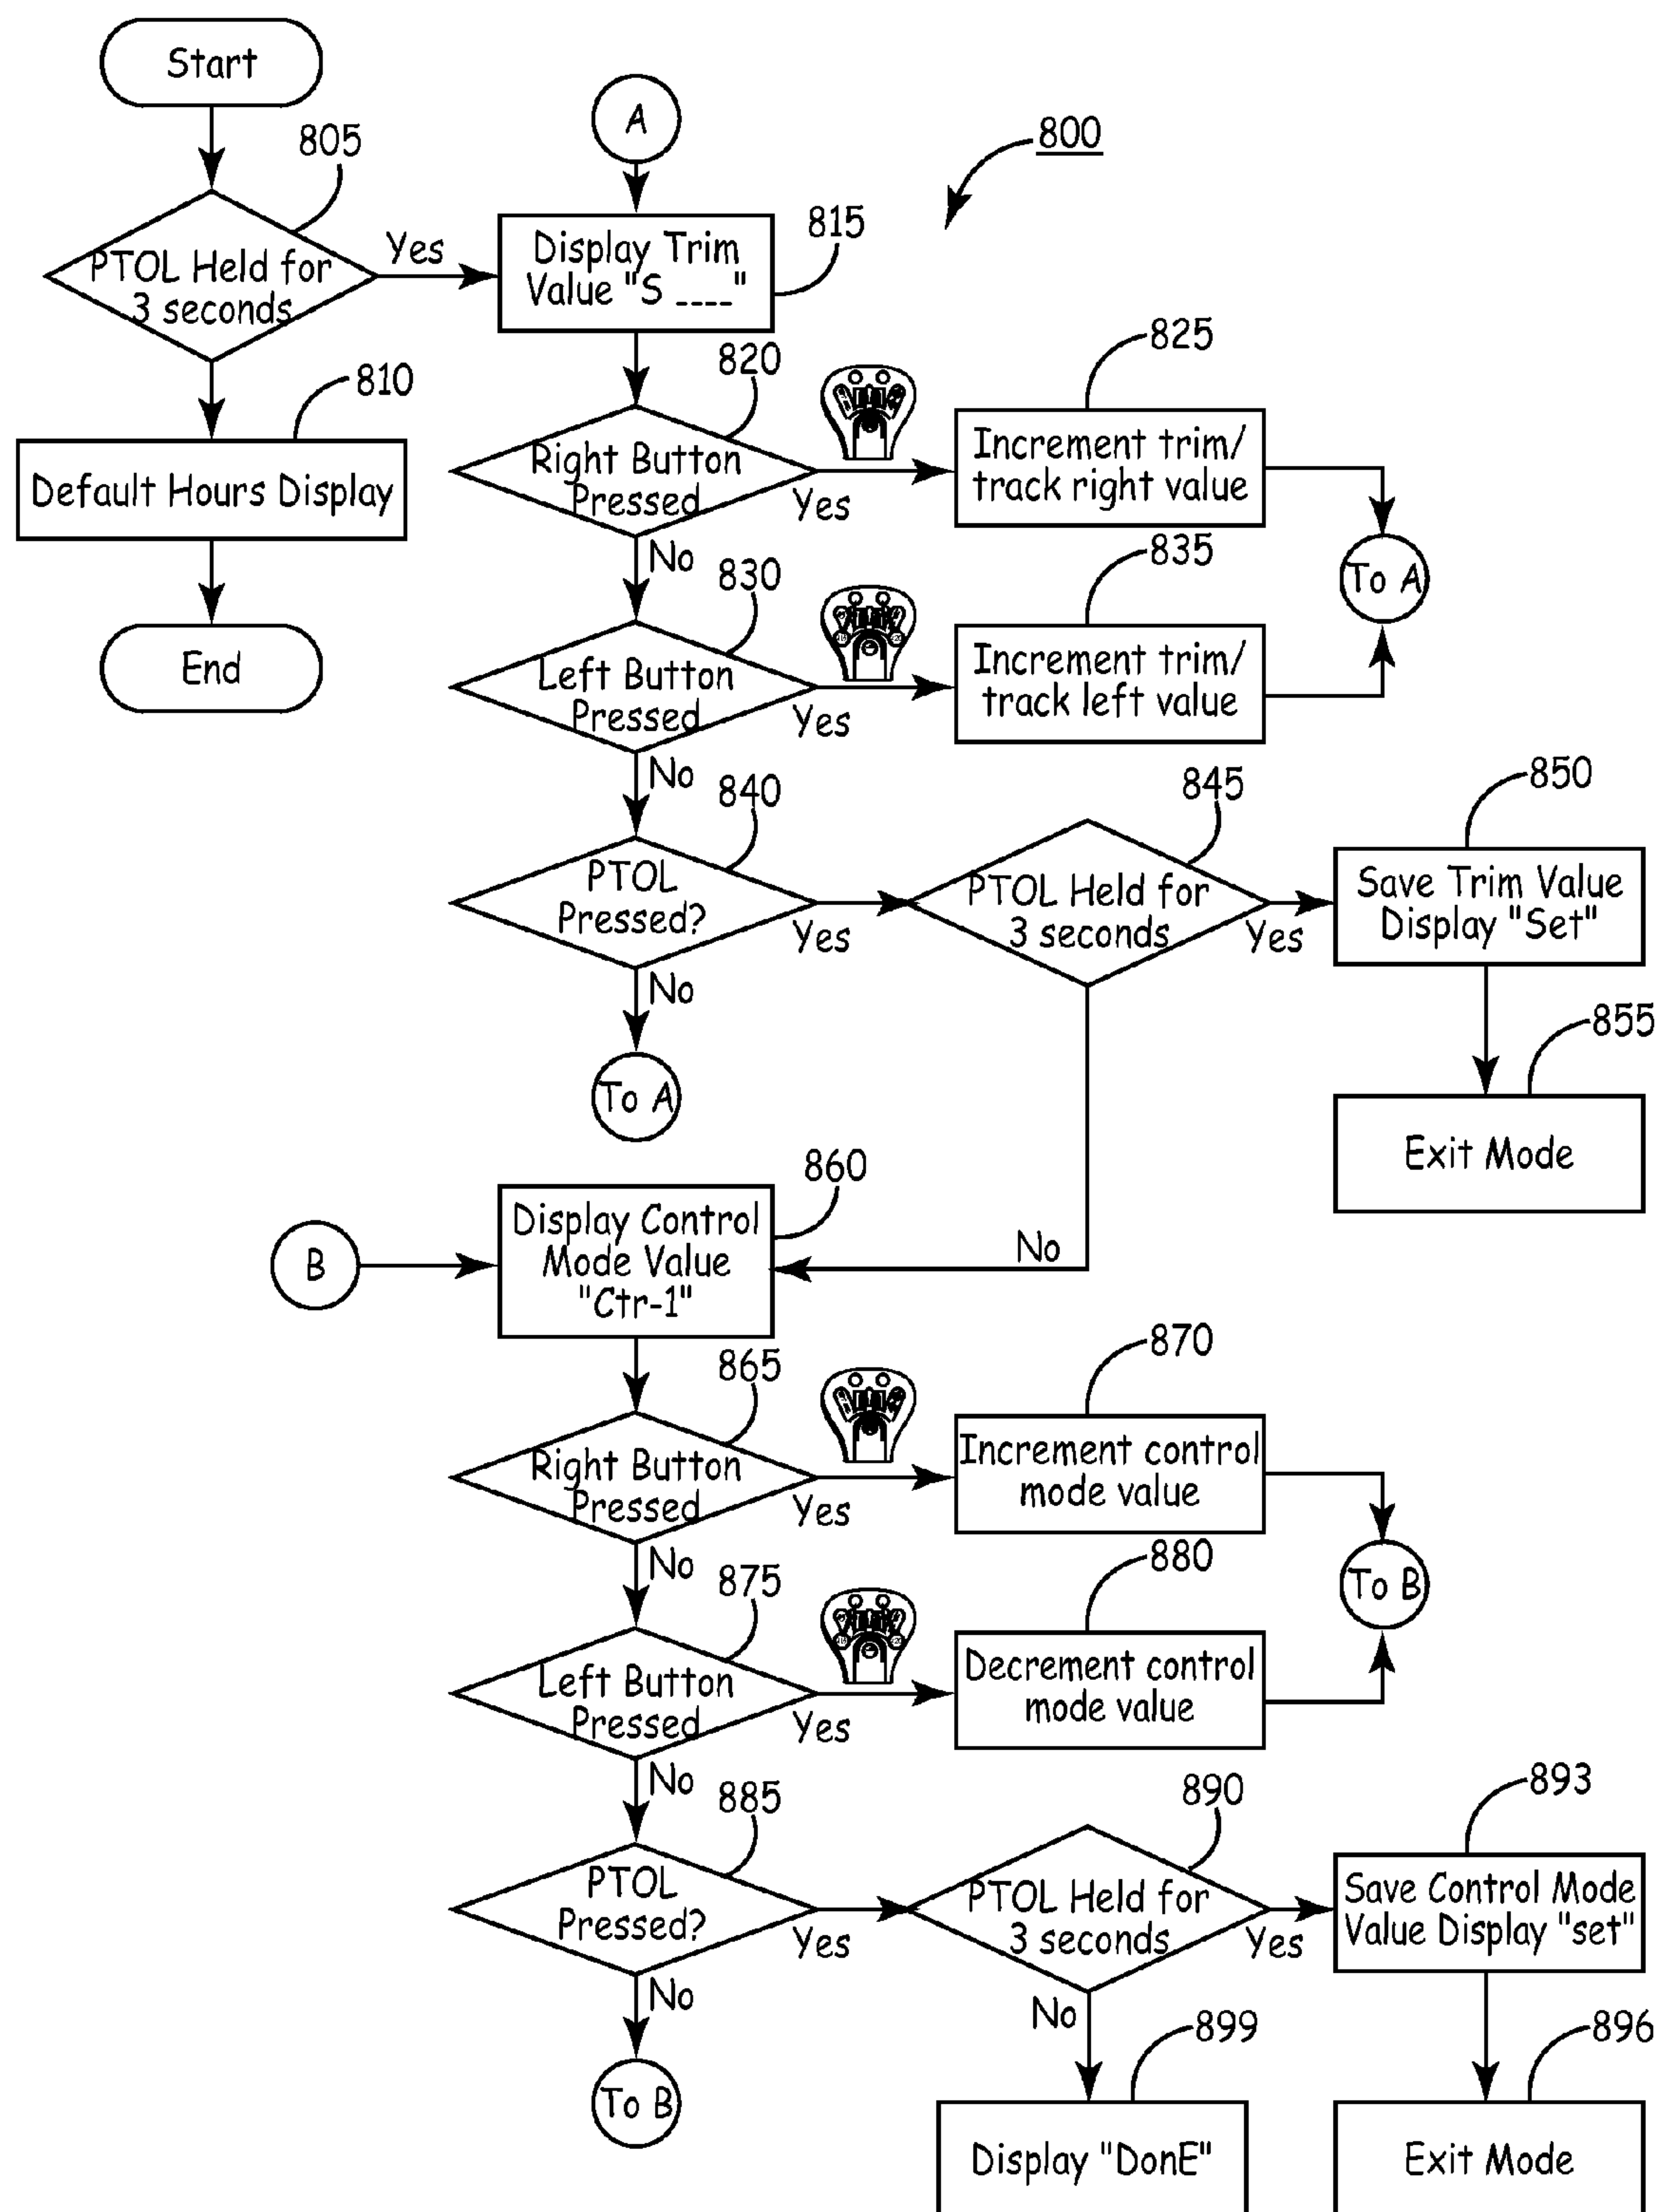 Start
805
PTOL Held for
3 seconds
Yes
810
Default Hours Display
End
A
800
Display Trim
Value "S ____"
815
820
Right Button
Pressed
Yes
No
825
Increment trim/
track right value
To A
830
Left Button
Pressed
Yes
No
835
Increment trim/
track left value
840
PTOL
Pressed?
Yes
No
To A
845
PTOL Held for
3 seconds
Yes
No
850
Save Trim Value
Display "Set"
855
Exit Mode
B
860
Display Control
Mode Value
"Ctr-1"
865
Right Button
Pressed
Yes
No
870
Increment control
mode value
To B
875
Left Button
Pressed
Yes
No
880
Decrement control
mode value
885
PTOL
Pressed?
Yes
No
To B
890
PTOL Held for
3 seconds
Yes
No
893
Save Control Mode
Value Display "set"
896
Exit Mode
899
Display "DonE"